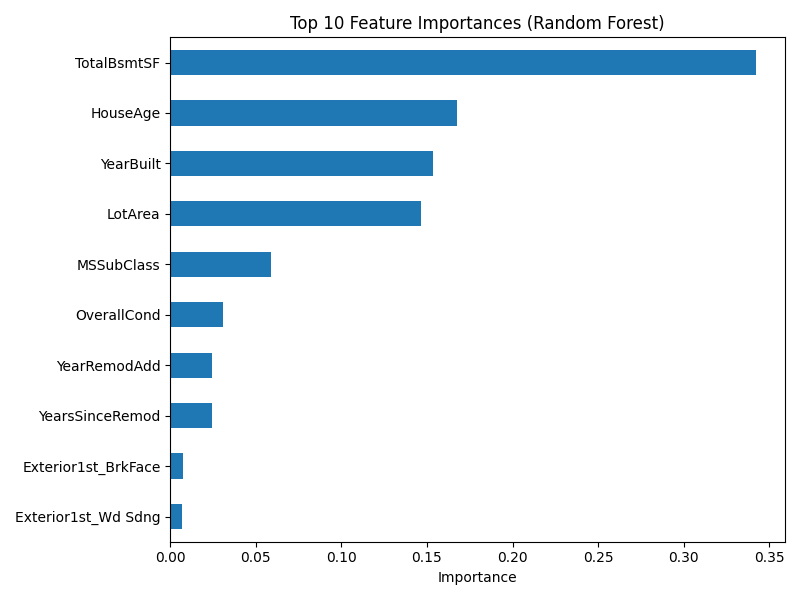 Top 10 Feature Importances (Random Forest)
TotalBsmtSF
HouseAge
YearBuilt
LotArea
MSSubClass
OverallCond
YearRemodAdd
YearsSinceRemod
Exterior1st_BrkFace
Exterior1st_Wd Sdng
0.00 0.05 0.10 0.15 0.20 0.25 0.30 0.35
Importance